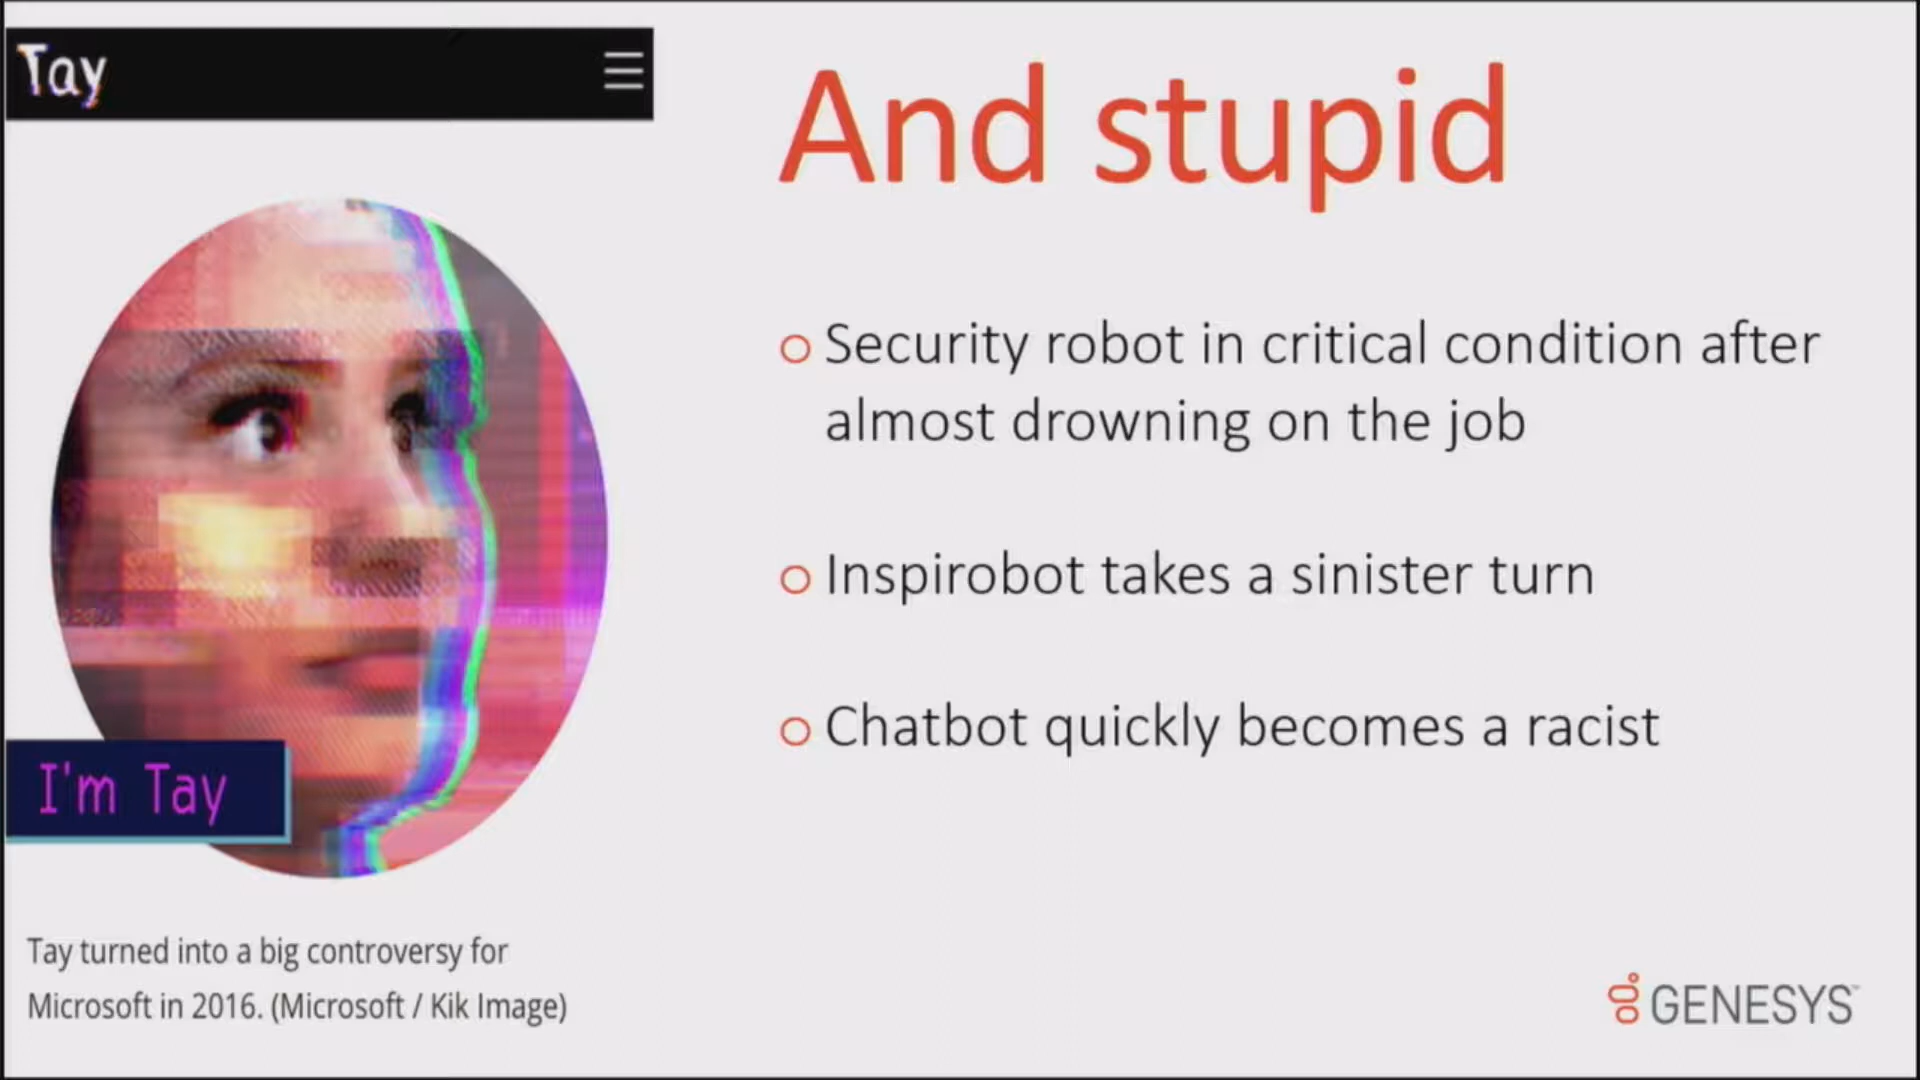 Tay
I'm Tay
Tay turned into a big controversy for
Microsoft in 2016. (Microsoft / Kik Image)
And stupid
Security robot in critical condition after
almost drowning on the job
Inspirobot takes a sinister turn
Chatbot quickly becomes a racist
GENESYS™